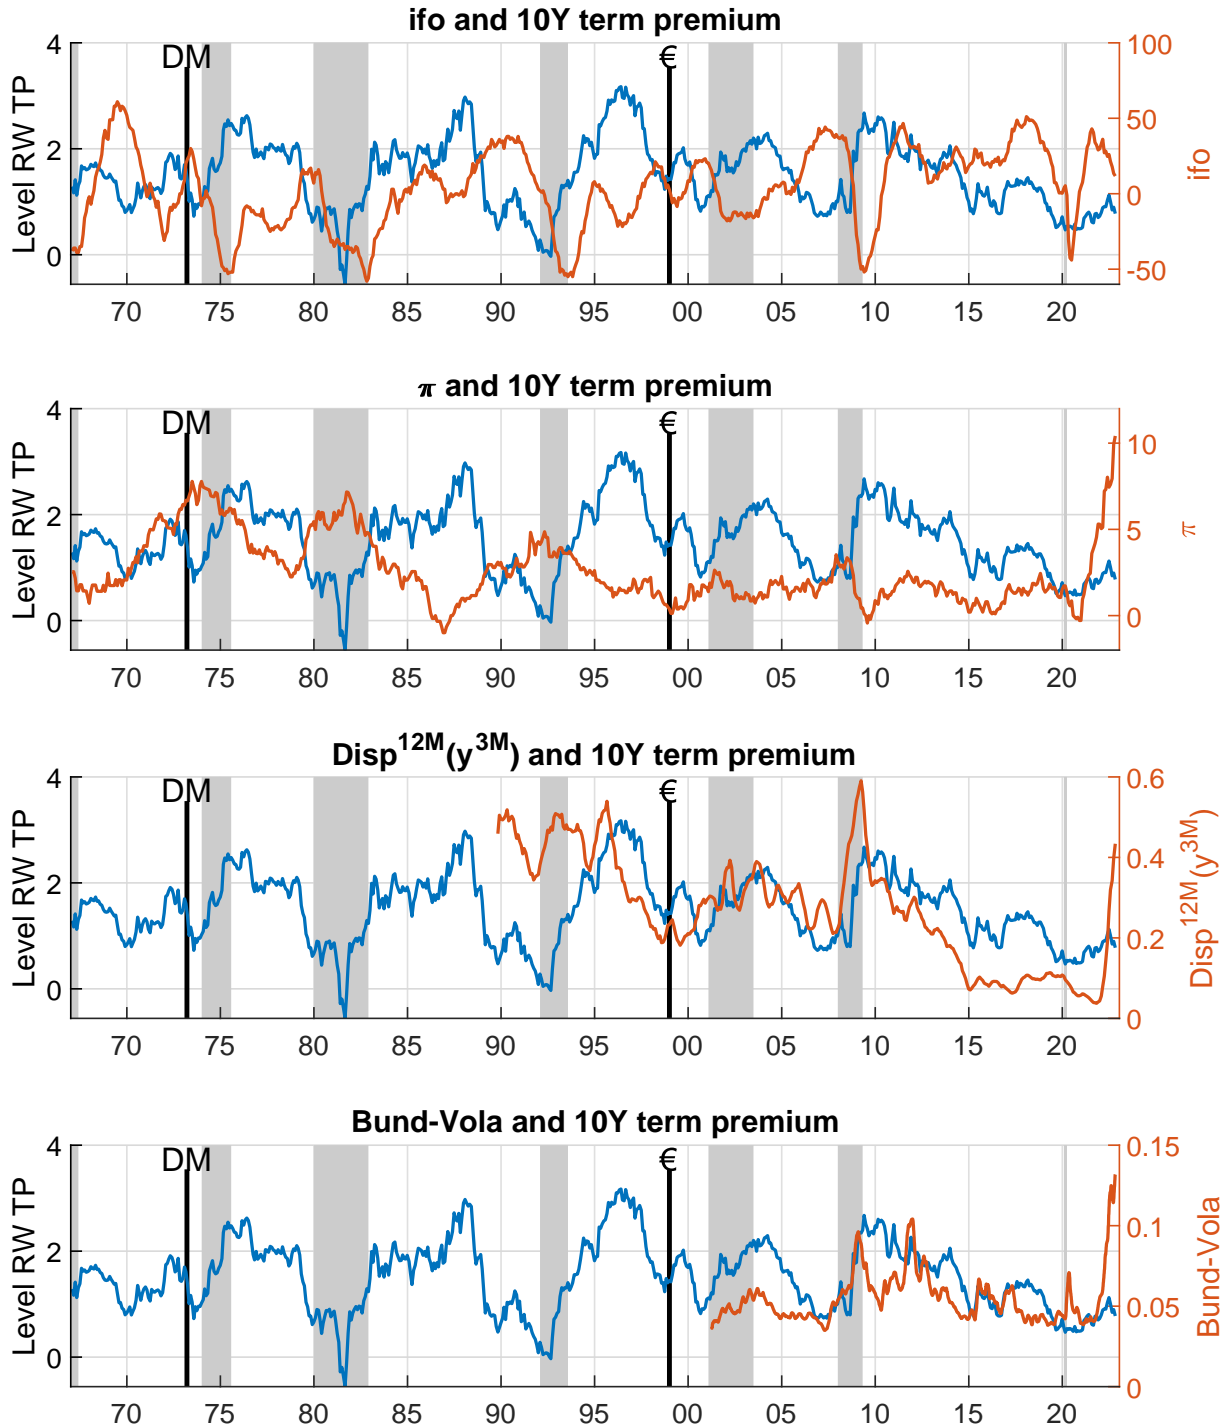 ifo and 10Y term premium
DM
€
4
2
0
Level RW TP
100
50
0
-50
ifo
70 75 80 85 90 95 00 05 10 15 20
π and 10Y term premium
DM
€
4
2
0
Level RW TP
10
5
0
π
70 75 80 85 90 95 00 05 10 15 20
Disp^12M(y^3M) and 10Y term premium
DM
€
4
2
0
Level RW TP
0.6
0.4
0.2
0
Disp^12M(y^3M)
70 75 80 85 90 95 00 05 10 15 20
Bund-Vola and 10Y term premium
DM
€
4
2
0
Level RW TP
0.15
0.1
0.05
0
Bund-Vola
70 75 80 85 90 95 00 05 10 15 20